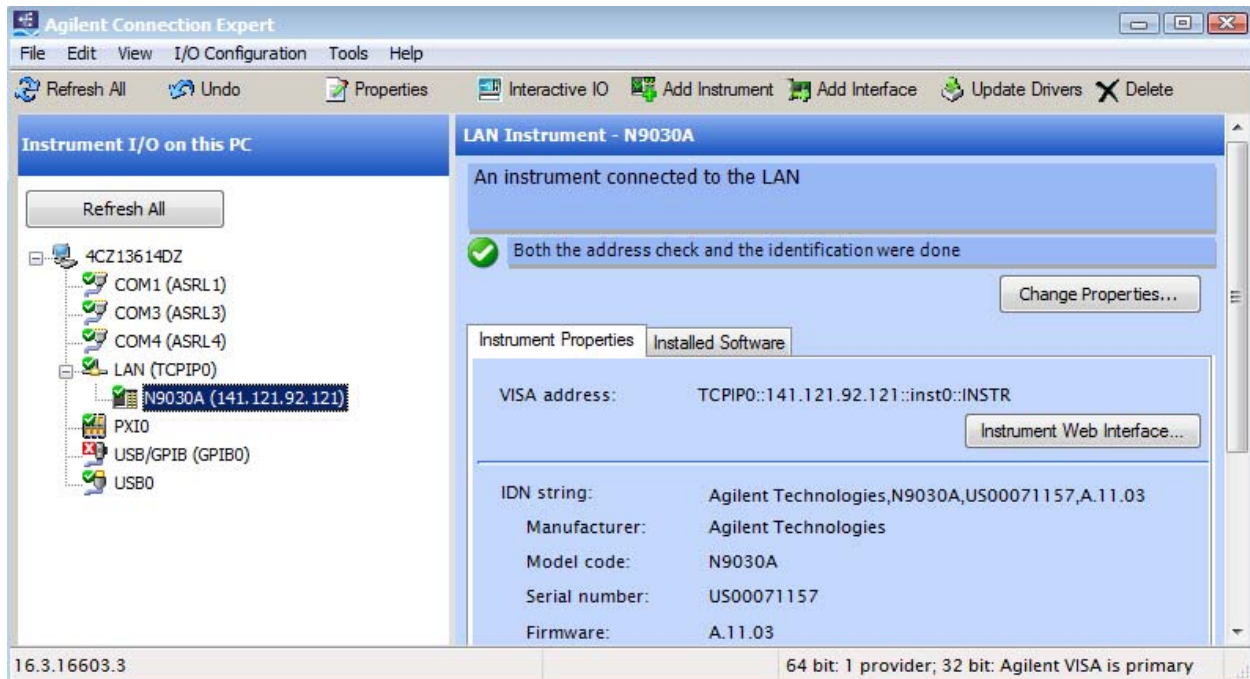 Agilent Connection Expert
File Edit View I/O Configuration Tools Help
Refresh All Undo Properties Interactive IO Add Instrument Add Interface Update Drivers Delete
Instrument I/O on this PC
Refresh All
4CZ13614DZ
COM1 (ASRL1)
COM3 (ASRL3)
COM4 (ASRL4)
LAN (TCPIP0)
N9030A (141.121.92.121)
PXI0
USB/GPIB (GPIB0)
USB0
LAN Instrument - N9030A
An instrument connected to the LAN
Both the address check and the identification were done
Change Properties...
Instrument Properties Installed Software
VISA address: TCPIP0::141.121.92.121::inst0::INSTR
Instrument Web Interface...
IDN string: Agilent Technologies,N9030A,US00071157,A.11.03
Manufacturer: Agilent Technologies
Model code: N9030A
Serial number: US00071157
Firmware: A.11.03
16.3.16603.3 64 bit: 1 provider; 32 bit: Agilent VISA is primary